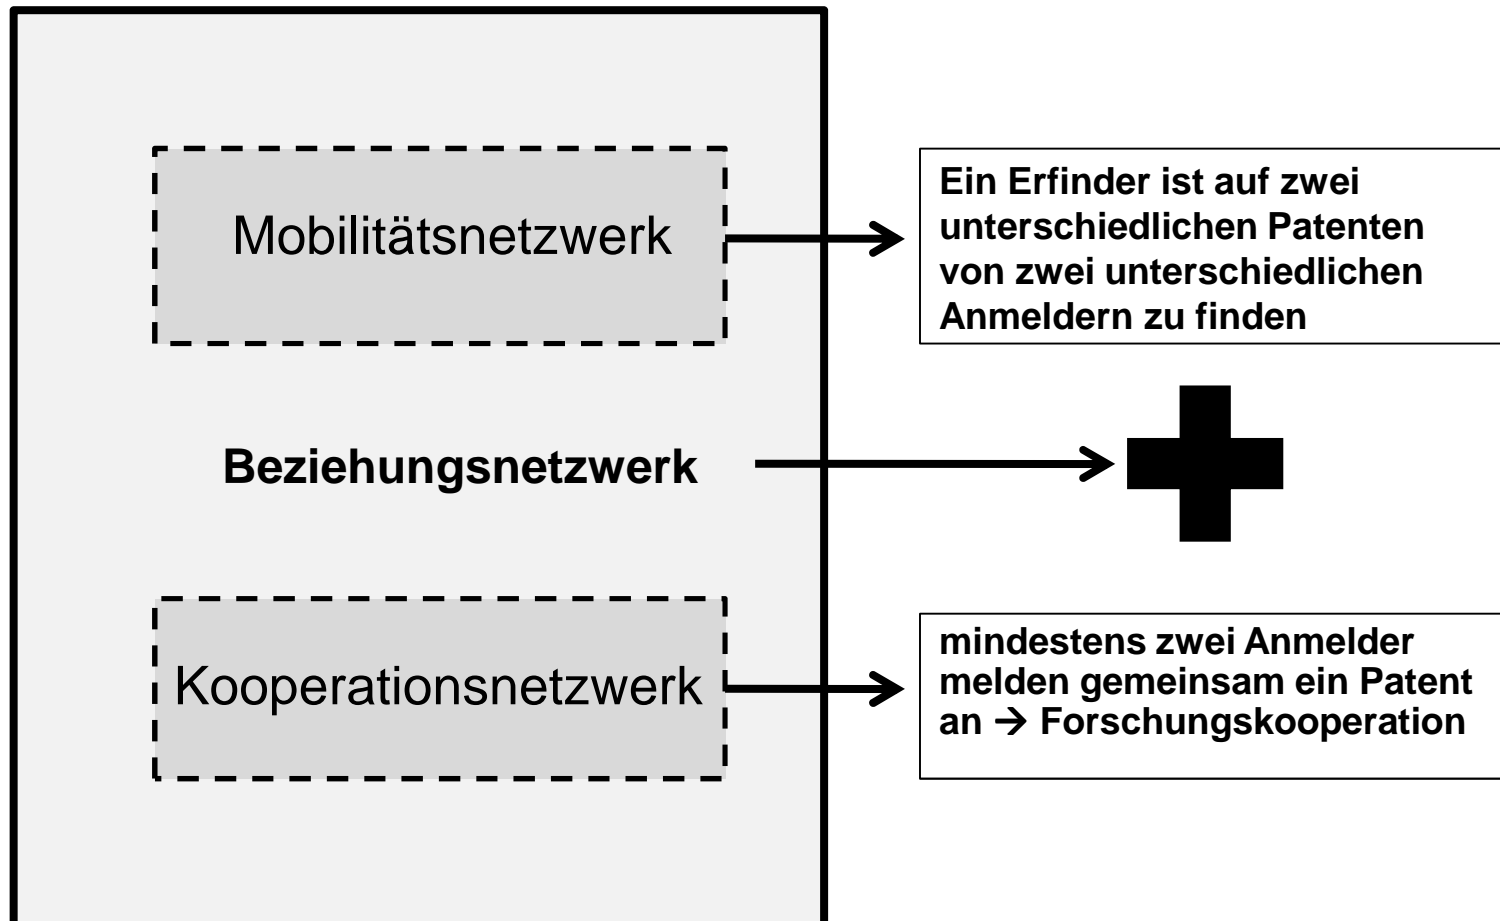 Mobilitätsnetzwerk
Ein Erfinder ist auf zwei
unterschiedlichen Patenten
von zwei unterschiedlichen
Anmeldern zu finden
Beziehungsnetzwerk
Kooperationsnetzwerk
mindestens zwei Anmelder
melden gemeinsam ein Patent
an → Forschungskooperation